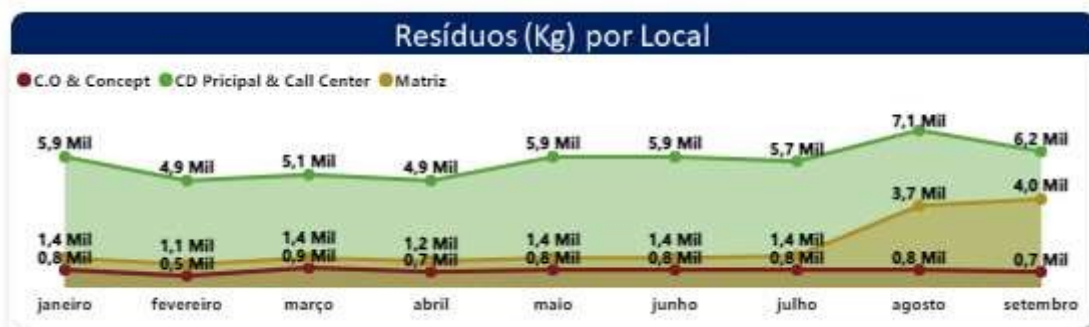 Resíduos (Kg) por Local
C.O & Concept CD Pricipal & Call Center Matriz
5,9 Mil 4,9 Mil 5,1 Mil 4,9 Mil 5,9 Mil 5,9 Mil 5,7 Mil 7,1 Mil 6,2 Mil
1,4 Mil 1,1 Mil 1,4 Mil 1,2 Mil 1,4 Mil 1,4 Mil 1,4 Mil 3,7 Mil 4,0 Mil
0,8 Mil 0,5 Mil 0,9 Mil 0,7 Mil 0,8 Mil 0,8 Mil 0,8 Mil 0,8 Mil 0,7 Mil
janeiro fevereiro março abril maio junho julho agosto setembro